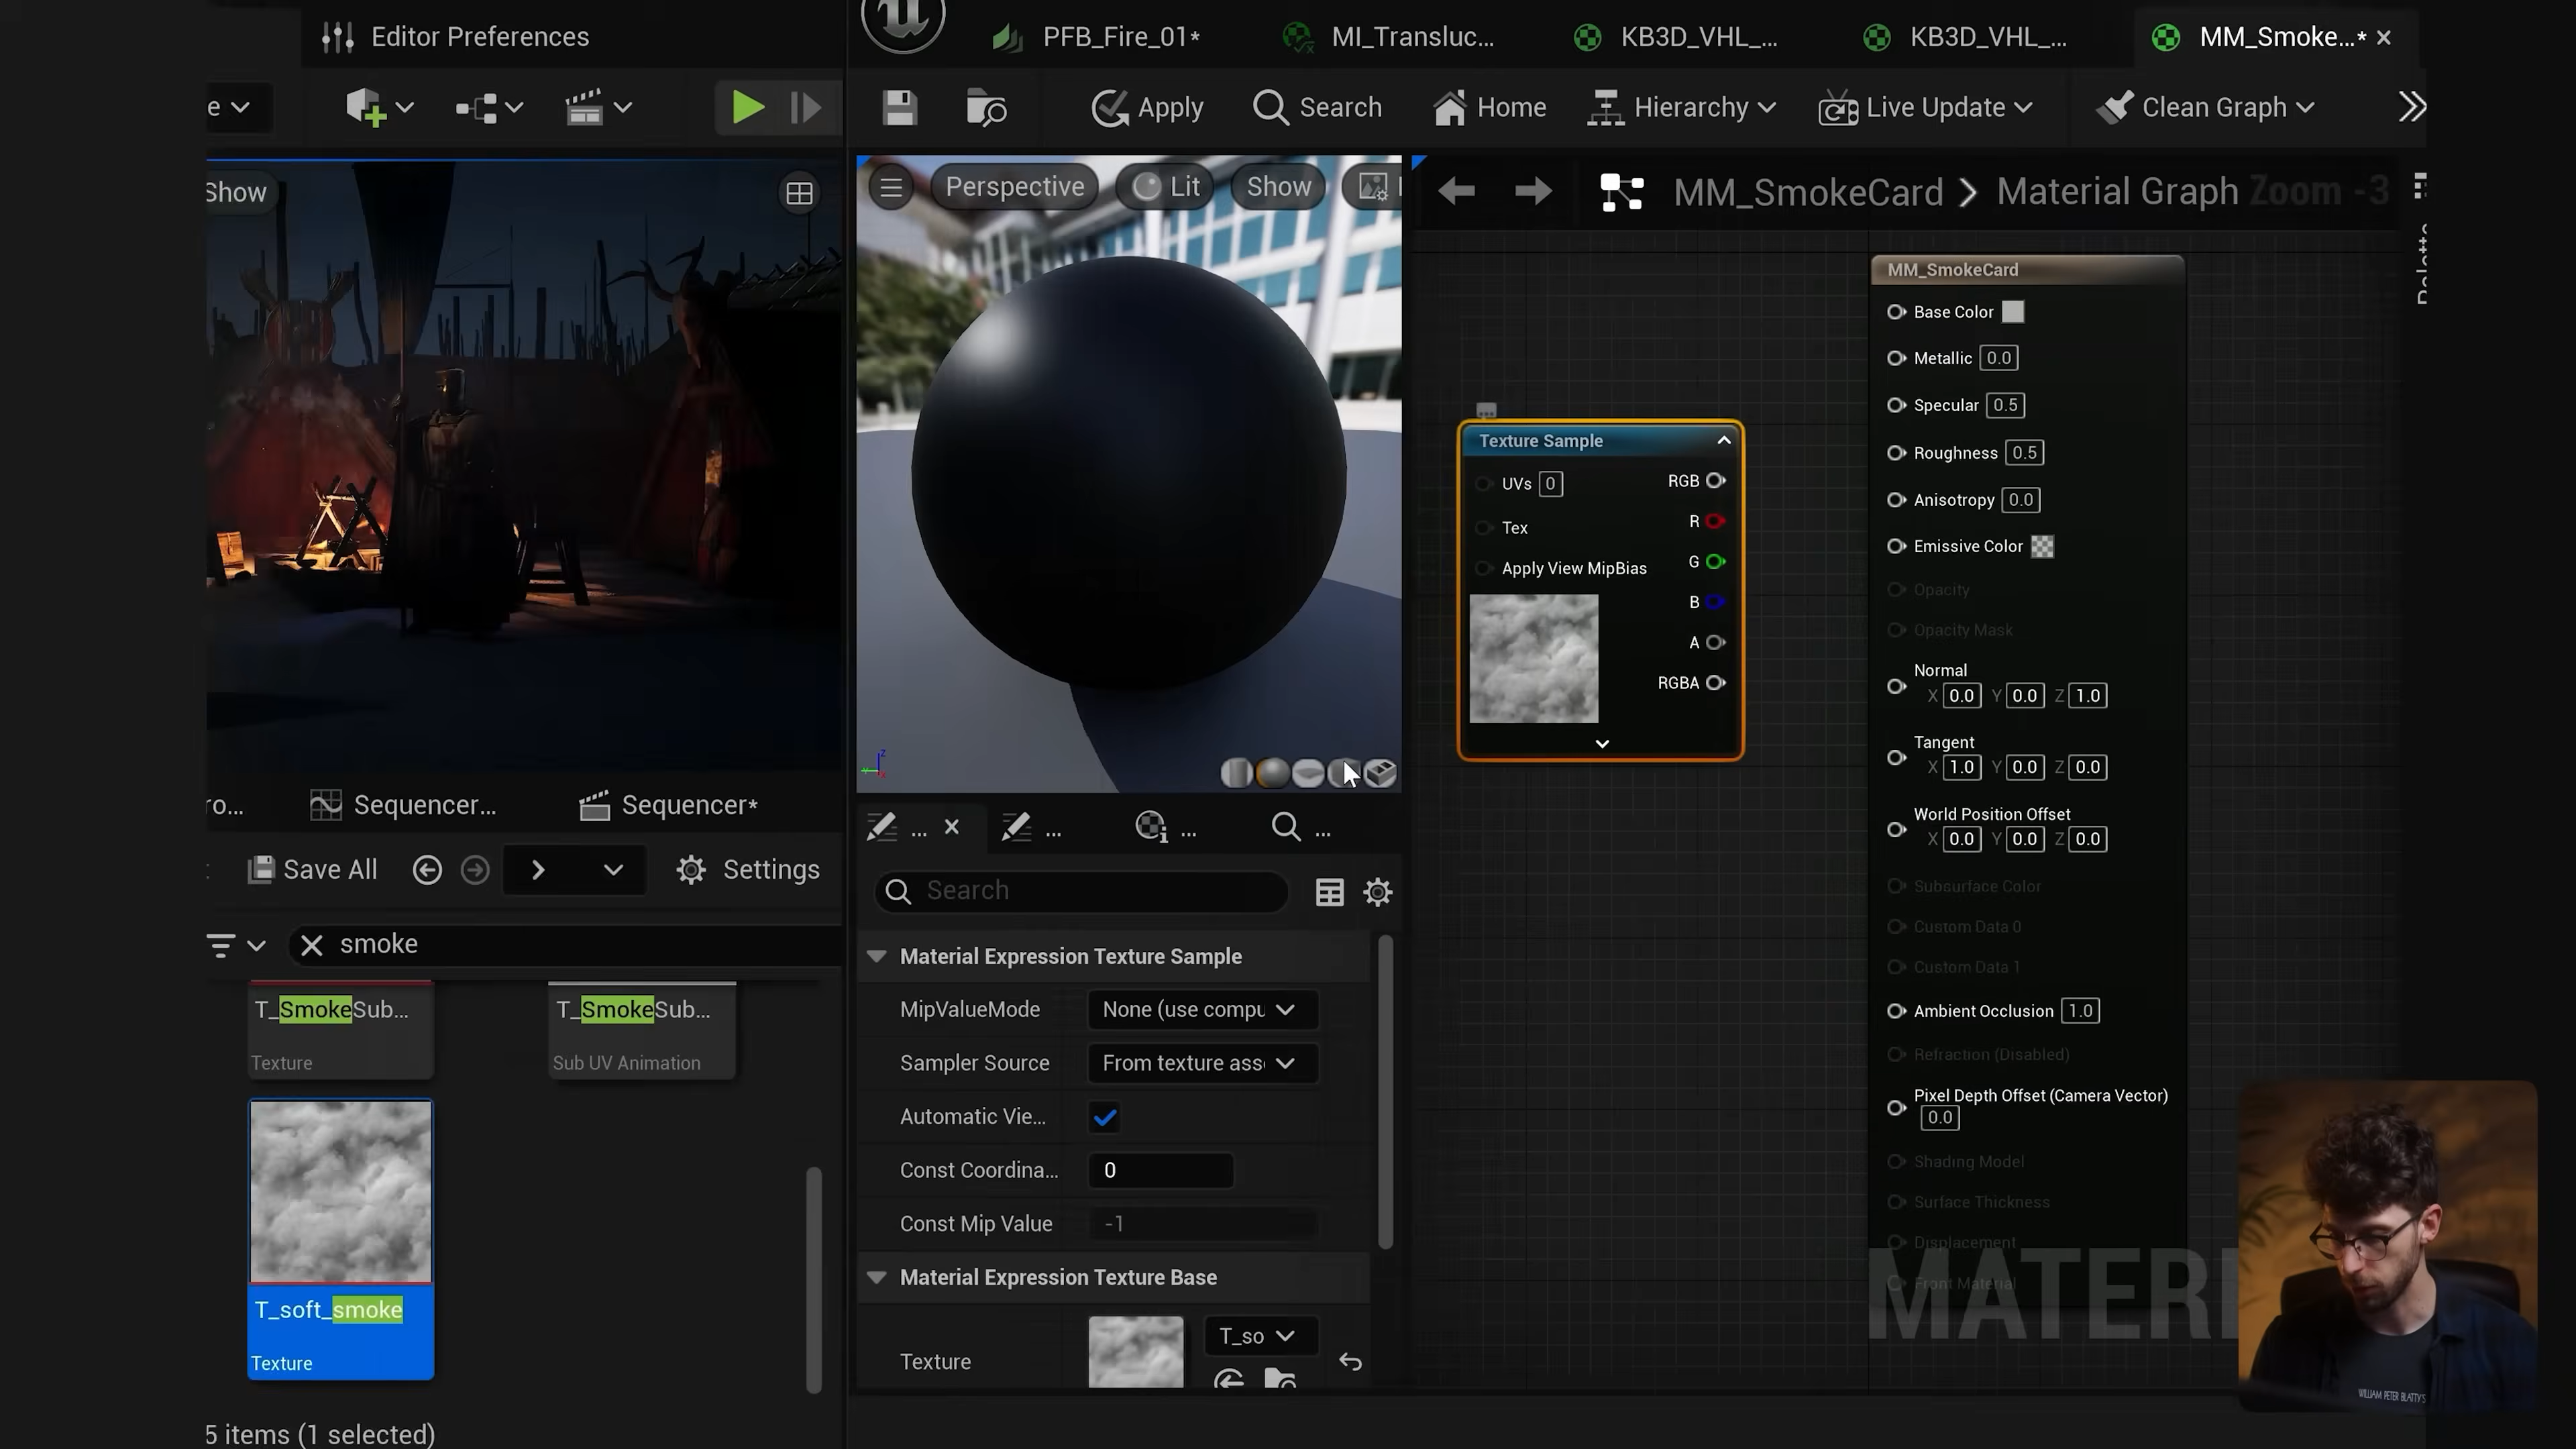 Editor Preferences
PFB_Fire_01*
MI_Transluc...
KB3D_VHL_...
KB3D_VHL_...
MM_Smoke...*
e
Apply
Search
Home
Hierarchy
Live Update
Clean Graph
Show
Perspective
Lit
Show
MM_SmokeCard > Material Graph
Zoom -3
MM_SmokeCard
Base Color
Metallic 0.0
Specular 0.5
Roughness 0.5
Anisotropy 0.0
Emissive Color
Opacity
Opacity Mask
Normal
X 0.0 Y 0.0 Z 1.0
Tangent
X 1.0 Y 0.0 Z 0.0
World Position Offset
X 0.0 Y 0.0 Z 0.0
Subsurface Color
Custom Data 0
Custom Data 1
Ambient Occlusion 1.0
Refraction (Disabled)
Pixel Depth Offset (Camera Vector)
0.0
Shading Model
Surface Thickness
Displacement
Front Material
MATERI
Texture Sample
UVs 0
RGB
R
Tex
G
Apply View MipBias
B
A
RGBA
ro...
Sequencer...
Sequencer*
Save All
Settings
smoke
T_SmokeSub...
Texture
T_SmokeSub...
Sub UV Animation
T_soft_smoke
Texture
5 items (1 selected)
...
...
...
...
Search
Material Expression Texture Sample
MipValueMode
None (use compu
Sampler Source
From texture ass
Automatic Vie...
Const Coordina...
0
Const Mip Value
-1
Material Expression Texture Base
Texture
T_so
WILLIAM PETER BLATTY'S